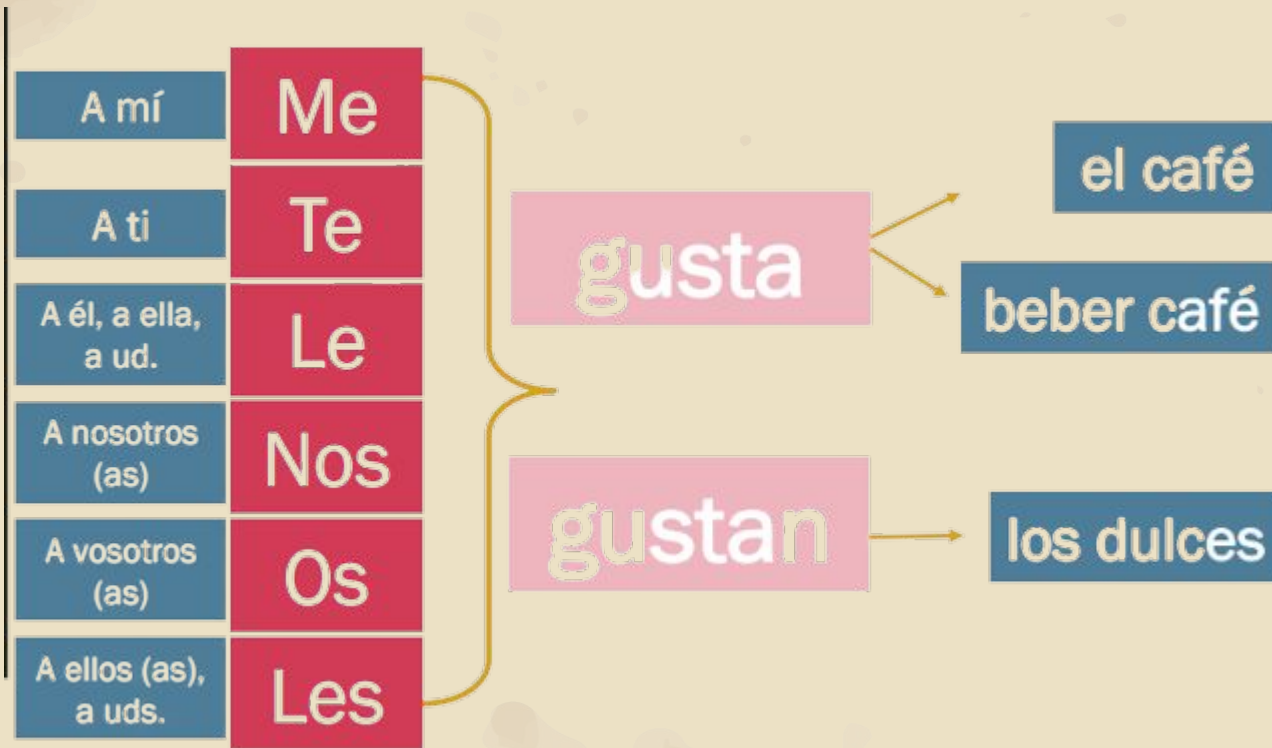 A mí
Me
A ti
Te
A él, a ella,
a ud.
Le
A nosotros
(as)
Nos
A vosotros
(as)
Os
A ellos (as),
a uds.
Les
gusta
gustan
el café
beber café
los dulces